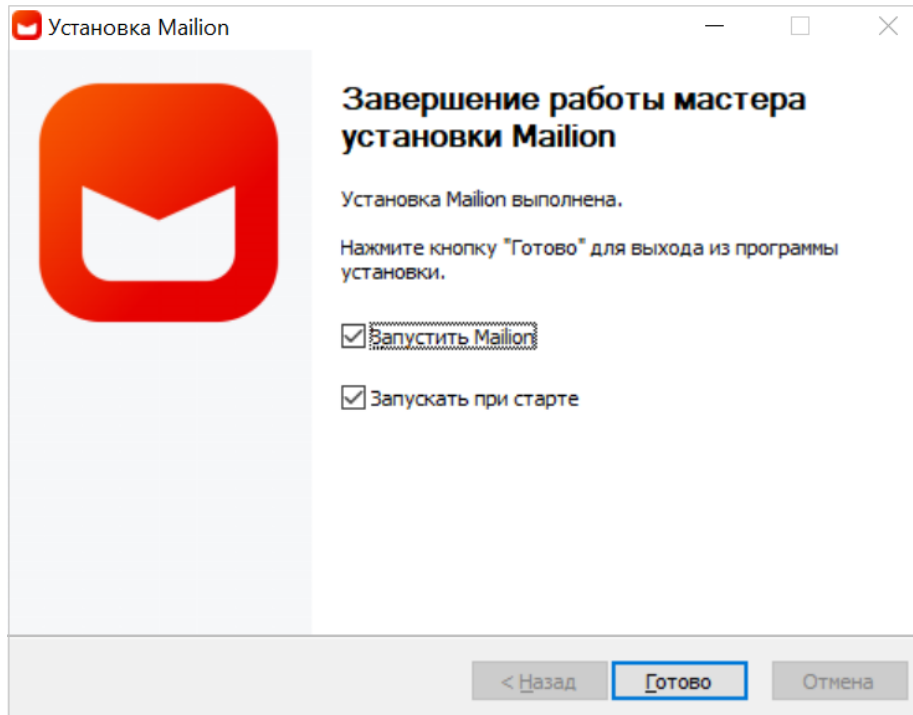 Установка Mailion
Завершение работы мастера
установки Mailion
Установка Mailion выполнена.
Нажмите кнопку "Готово" для выхода из программы
установки.
Запустить Mailion
Запускать при старте
< Назад
Готово
Отмена